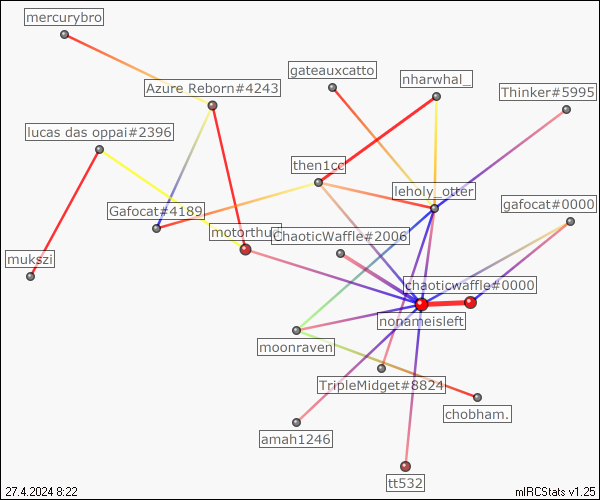 mercurybro
gateauxcatto
nharwhal_
Azure Reborn#4243
Thinker#5995
lucas das oppai#2396
then1cc
leholy_otter
Gafocat#4189
gafocat#0000
ChaoticWaffle#2006
mukszi
chaoticwaffle#0000
nonameisleft
moonraven
TripleMidget#8824
chobham.
amah1246
tt532
27.4.2024 8:22
mIRCStats v1.25